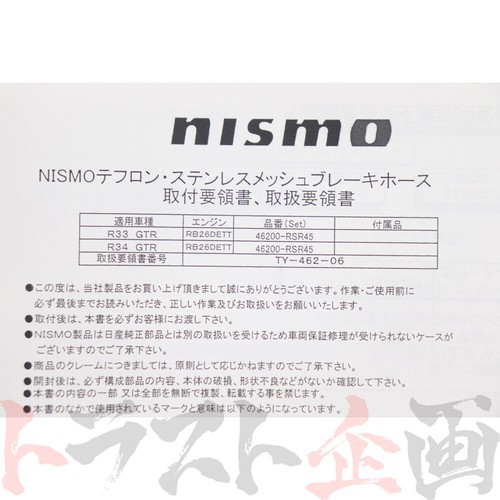 nismo
NISMOテフロン・ステンレスメッシュブレーキホース
取付要領書、取扱要領書
適用車種 エンジン 品番(Set) 付属品
R33 GTR RB26DETT 46200-RSR45
R34 GTR RB26DETT 46200-RSR45
取扱要領書番号 TY-462-06
●この度は、当社製品をお買い上げ頂きまして誠にありがとうございます。作業・ご使用前に
必ず最後までお読みいただき、正しい作業及びお取扱いをお願いいたします。
●取付後は、本書を必ずお客様にお渡し下さい。
●NISMO製品は日産純正部品とは別の取扱いを受けるため車両保証修理が受けられないケースが
ございますのでご了承下さい。
●商品のクレームにつきましては、原則として応じかねますのでご了承下さい。
●開封後は、必ず構成部品の内容、本体の破損、形状不良などがないか確認して下さい。
●本書の内容の一部 又は全部を無断で複製、転載する事を禁じます。
●本書のなかで使用されているマークと意味は以下のようになっています。
トラスト企画